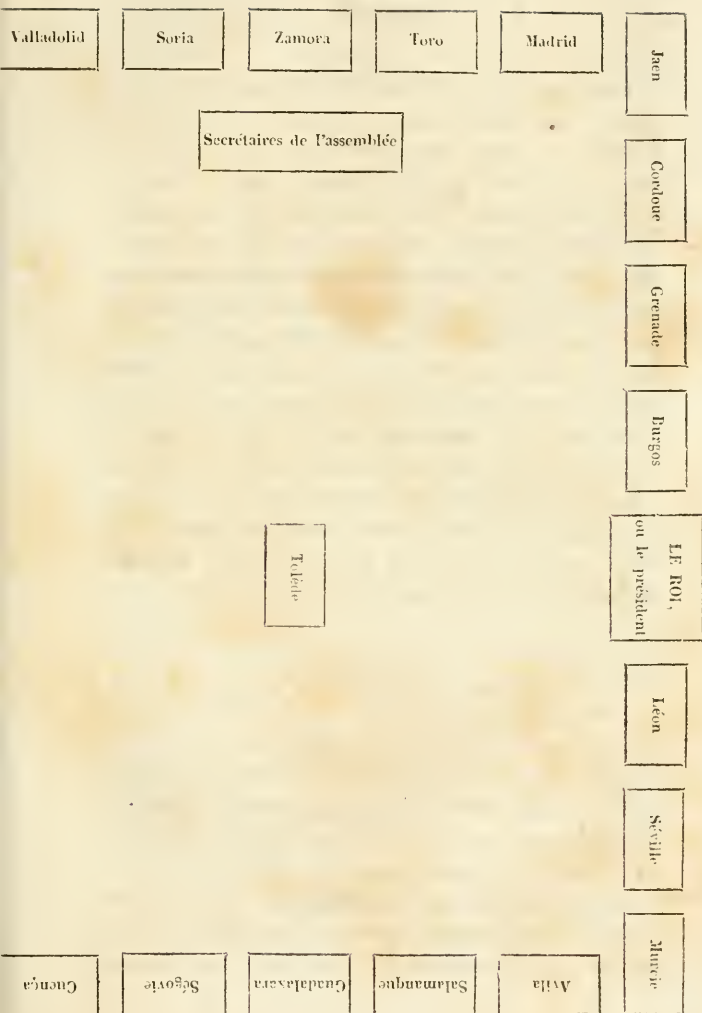 Valladolid
Soria
Zamora
Toro
Madrid
Jaen
Secrétaires de l'assemblée
Cordoue
Grenade
Burgos
LE ROI,
ou le président
Tolède
Léon
Séville
Murcie
Cuença
Ségovie
Guadalaxara
Salamanque
Avila